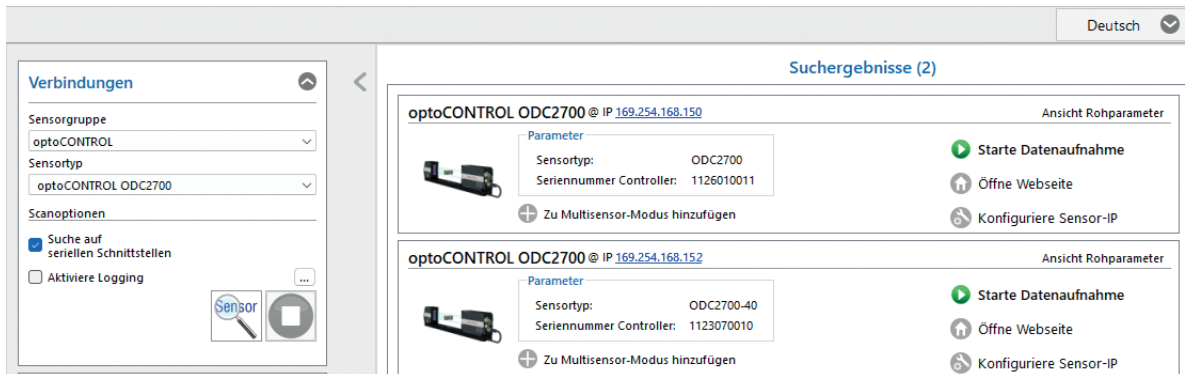 Deutsch
Verbindungen
Sensorgruppe
optoCONTROL
Sensortyp
optoCONTROL ODC2700
Scanoptionen
Suche auf
seriellen Schnittstellen
Aktiviere Logging
...
Sensor
Suchergebnisse (2)
optoCONTROL ODC2700 @ IP 169.254.168.150
Ansicht Rohparameter
Parameter
Sensortyp: ODC2700
Seriennummer Controller: 1126010011
Zu Multisensor-Modus hinzufügen
Starte Datenaufnahme
Öffne Webseite
Konfiguriere Sensor-IP
optoCONTROL ODC2700 @ IP 169.254.168.152
Ansicht Rohparameter
Parameter
Sensortyp: ODC2700-40
Seriennummer Controller: 1123070010
Zu Multisensor-Modus hinzufügen
Starte Datenaufnahme
Öffne Webseite
Konfiguriere Sensor-IP